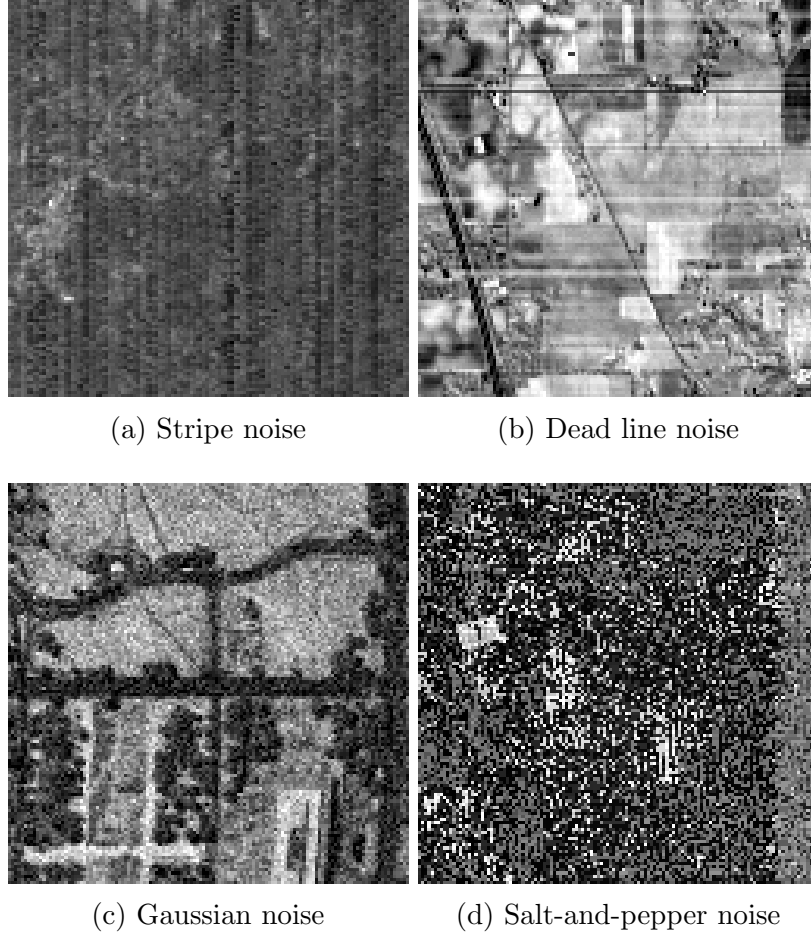 (a) Stripe noise
(b) Dead line noise
(c) Gaussian noise
(d) Salt-and-pepper noise